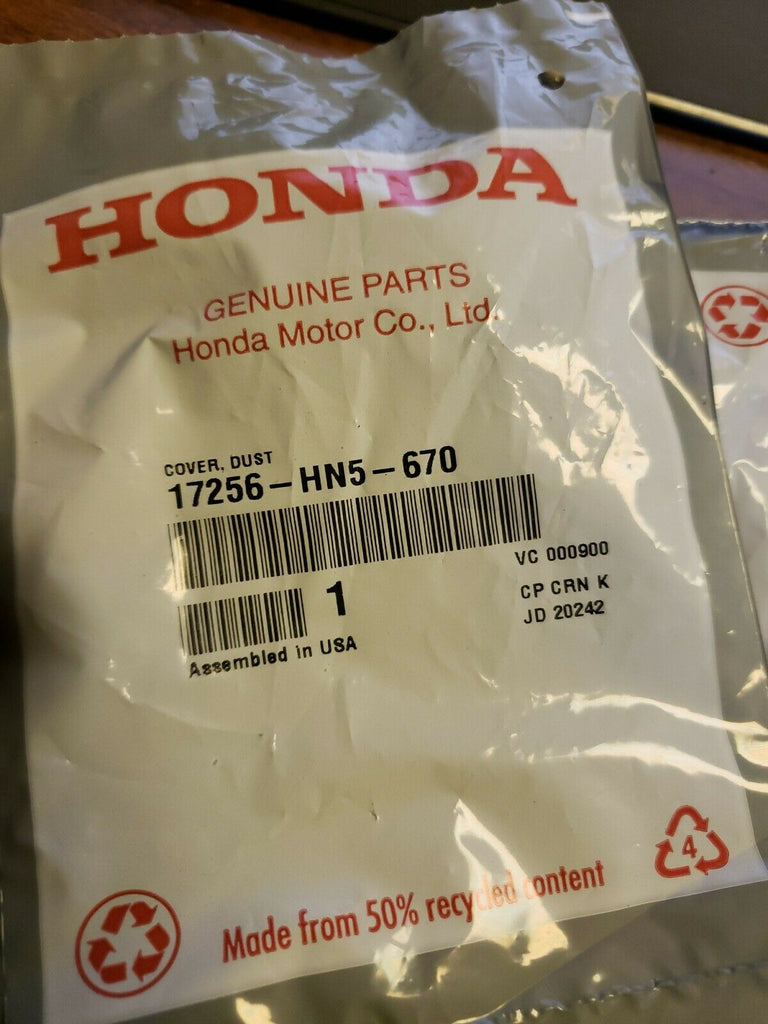 HONDA
GENUINE PARTS
Honda Motor Co., Ltd.
COVER, DUST
17256-HN5-670
VC 000900
1
CP CRN K
JD 20242
Assembled in USA
4
Made from 50% recycled content